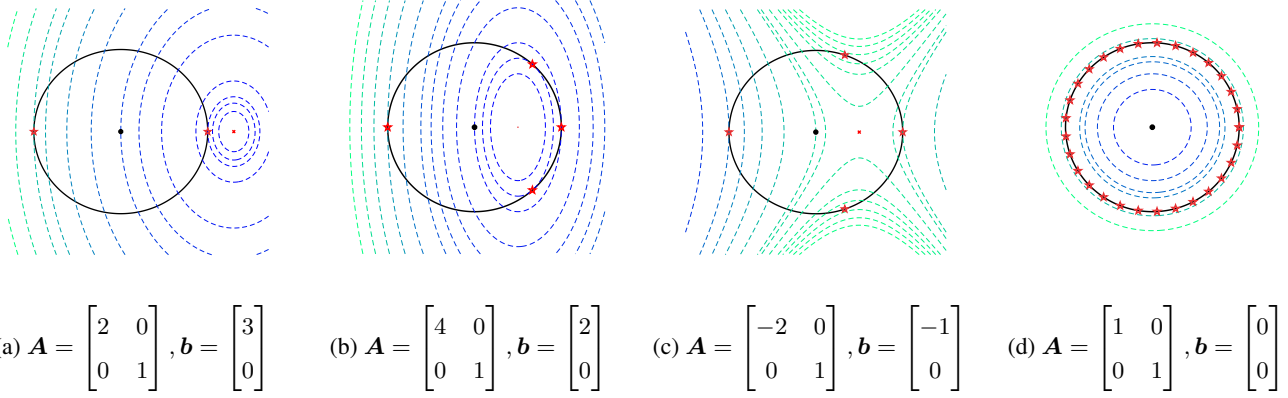 a) A = [2 0; 0 1], b = [3; 0]
(b) A = [4 0; 0 1], b = [2; 0]
(c) A = [−2 0; 0 1], b = [−1; 0]
(d) A = [1 0; 0 1], b = [0; 0]